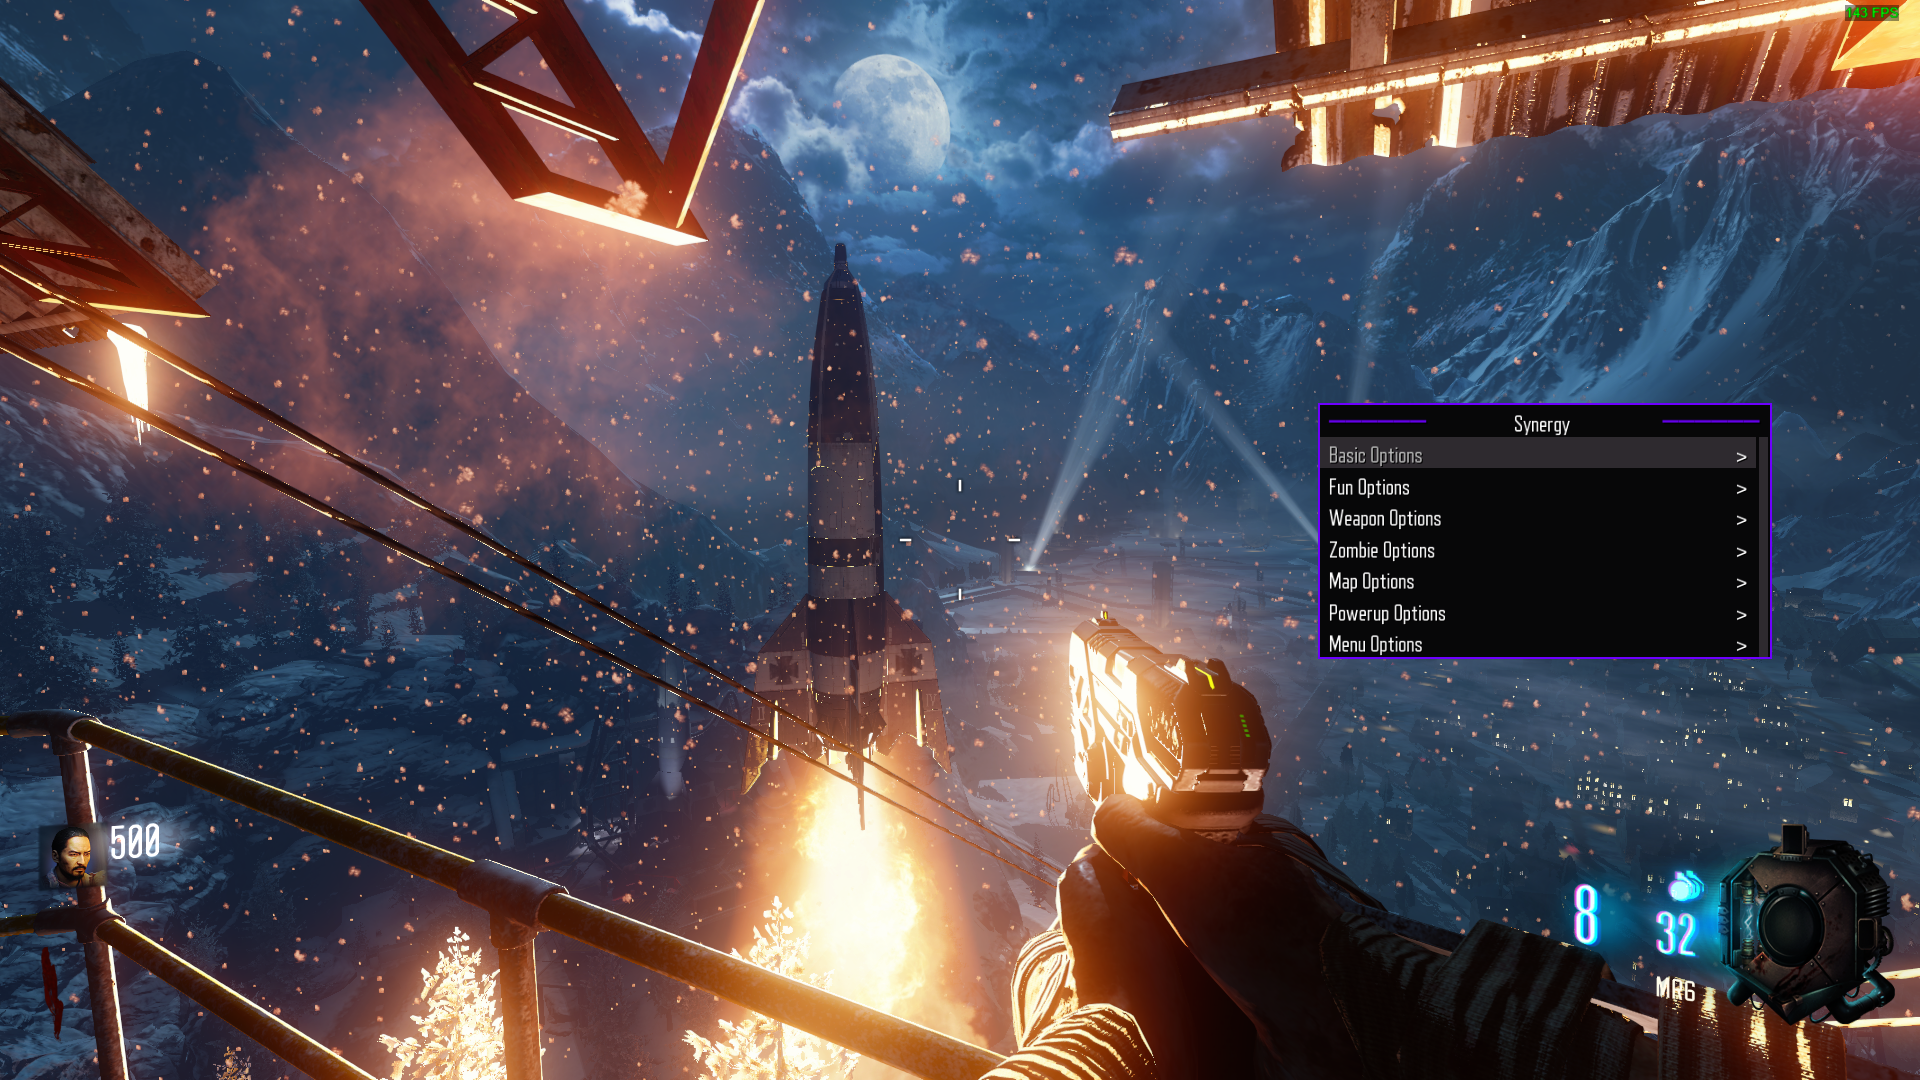 143 FPS
Synergy
Basic Options >
Fun Options >
Weapon Options >
Zombie Options >
Map Options >
Powerup Options >
Menu Options >
500
8
32
MR6